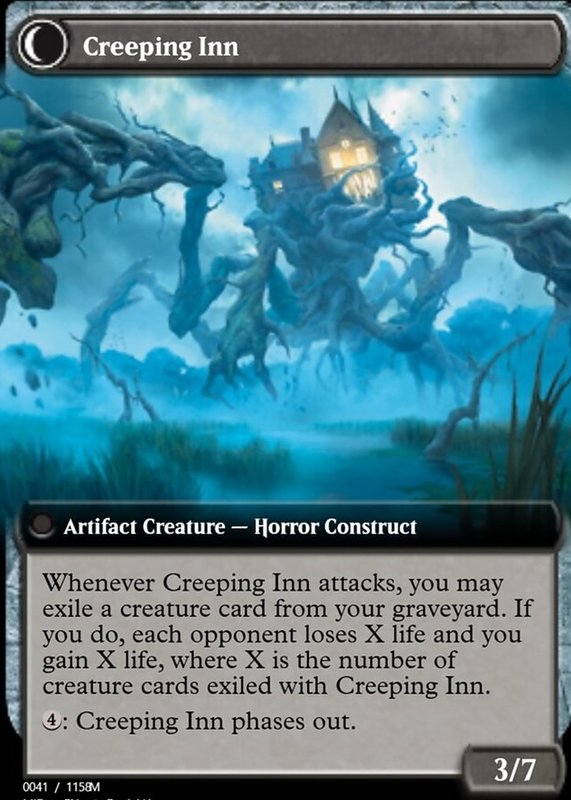 Creeping Inn
Artifact Creature — Horror Construct
Whenever Creeping Inn attacks, you may
exile a creature card from your graveyard. If
you do, each opponent loses X life and you
gain X life, where X is the number of
creature cards exiled with Creeping Inn.
4: Creeping Inn phases out.
3/7
0041 / 1158M